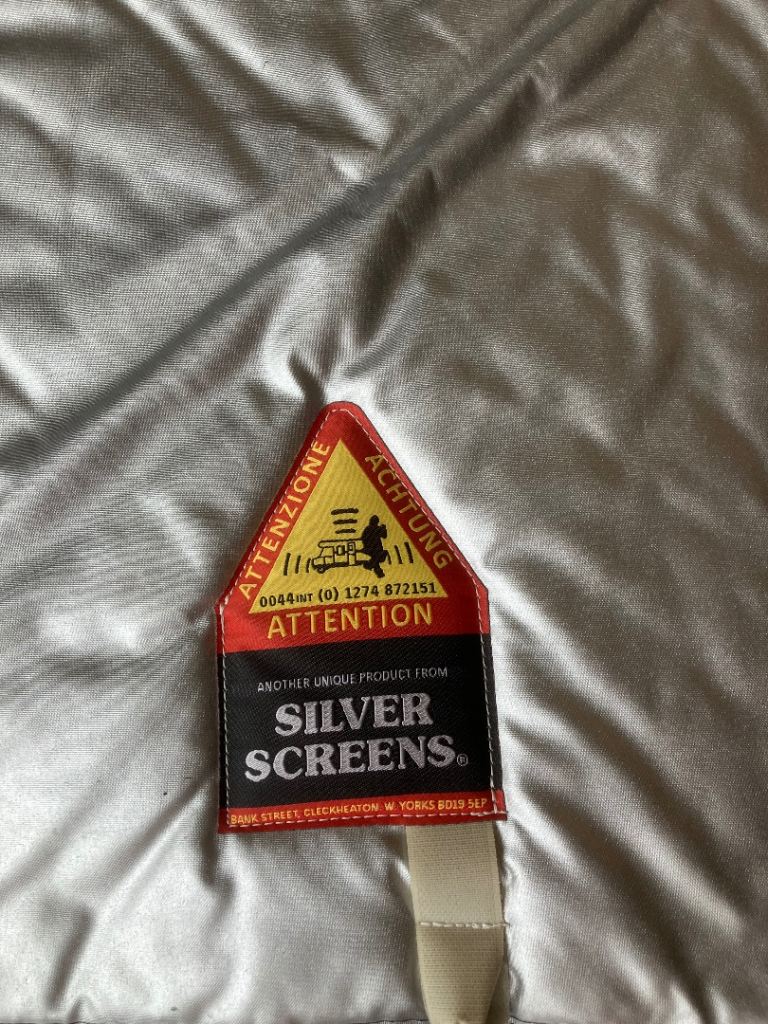 ATTENZIONE
ACHTUNG
0044INT (0) 1274 872151
ATTENTION
ANOTHER UNIQUE PRODUCT FROM
SILVER
SCREENS®
BANK STREET, CLECKHEATON. W. YORKS BD19 5EP